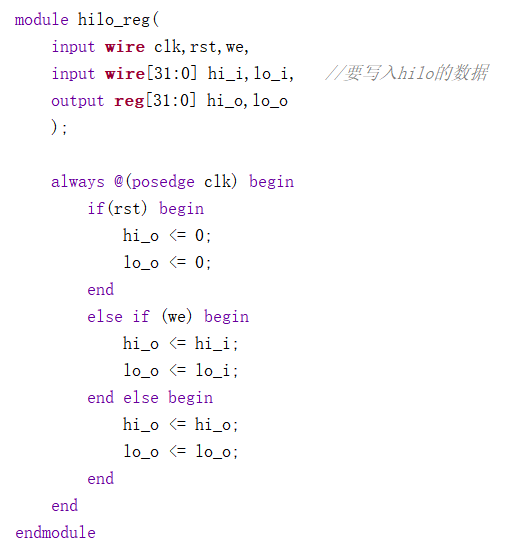 module hilo_reg(
    input wire clk,rst,we,
    input wire[31:0] hi_i,lo_i,   //要写入hilo的数据
    output reg[31:0] hi_o,lo_o
    );

    always @(posedge clk) begin
        if(rst) begin
            hi_o <= 0;
            lo_o <= 0;
        end
        else if (we) begin
            hi_o <= hi_i;
            lo_o <= lo_i;
        end else begin
            hi_o <= hi_o;
            lo_o <= lo_o;
        end
    end
endmodule